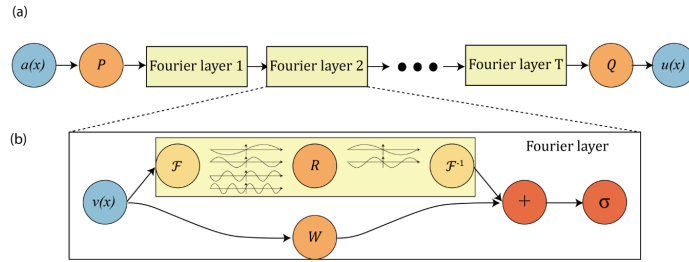 (a)
a(x) P Fourier layer 1 Fourier layer 2 ••• Fourier layer T Q u(x)
(b)
Fourier layer
ℱ R ℱ⁻¹
v(x) + σ
W